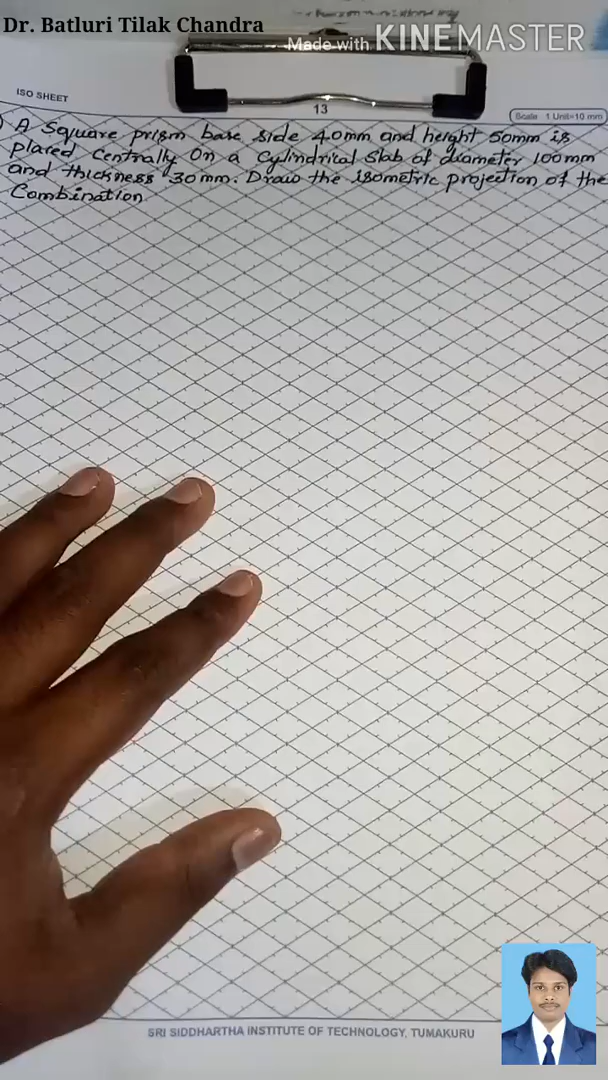 Dr. Batluri Tilak Chandra
Made with KINEMASTER
ISO SHEET
13
Scale 1 Unit=10 mm
) A Square prism base side 40mm and height 50mm is
placed centrally on a cylindrical slab of diameter 100mm
and thickness 30mm. Draw the isometric projection of the
Combination
SRI SIDDHARTHA INSTITUTE OF TECHNOLOGY, TUMAKURU